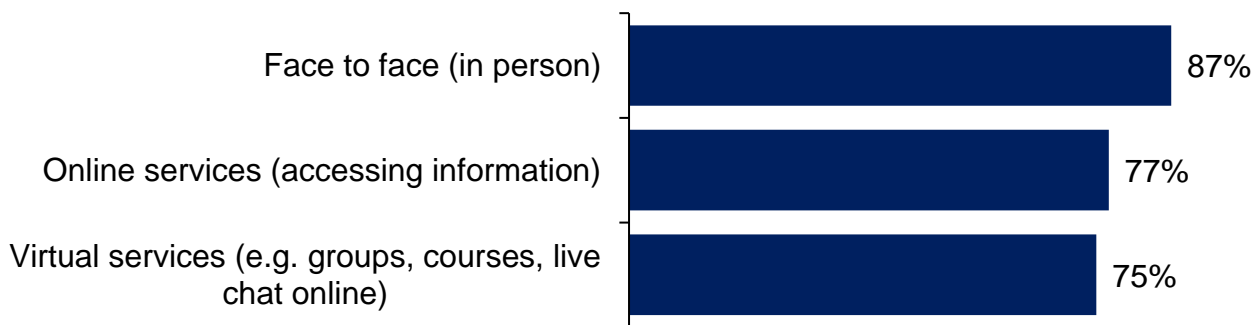 Face to face (in person)
87%
Online services (accessing information)
77%
Virtual services (e.g. groups, courses, live
chat online)
75%